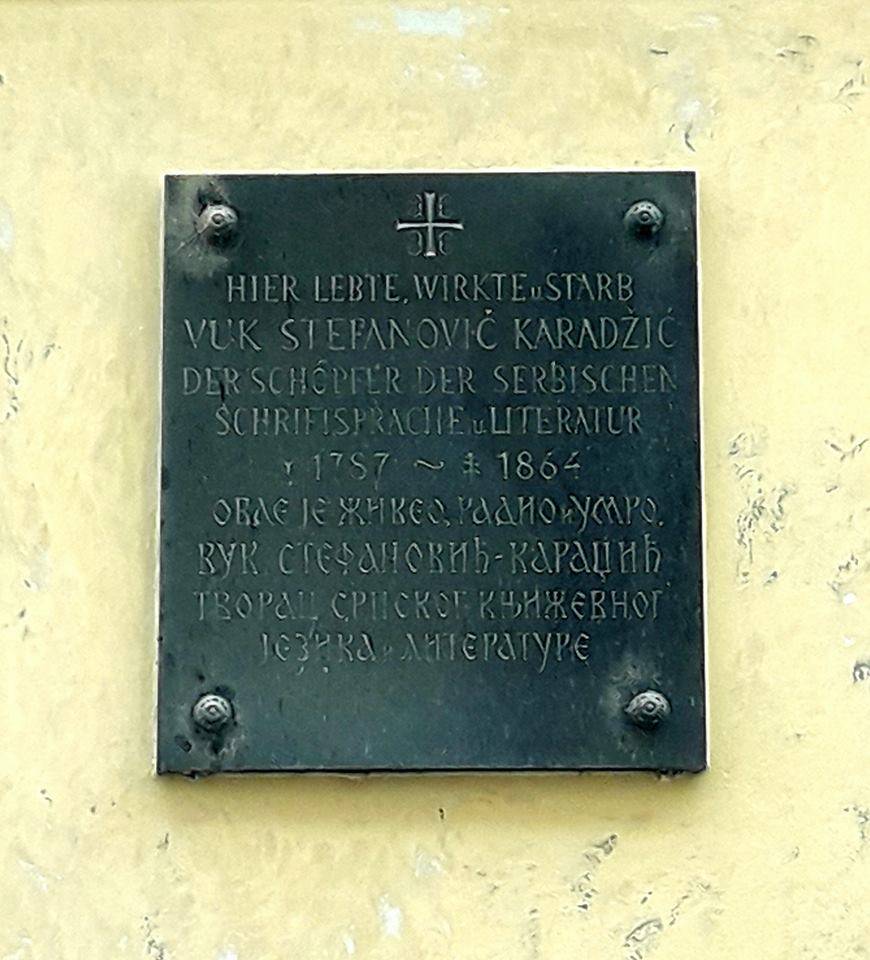 HIER LEBTE, WIRKTE u STARB
VUK STEFANOVIČ KARADŽIĆ
DER SCHÖPFER DER SERBISCHEN
SCHRIFTSPRACHE u LITERATUR
* 1787 ~ ‡ 1864
ОВДЕ ЈЕ ЖИВЕО, РАДИО и УМРО,
ВУК СТЕФАНОВИЋ-КАРАЏИЋ
ТВОРАЦ СРПСКОГ КЊИЖЕВНОГ
ЈЕЗИКА и ЛИТЕРАТУРЕ